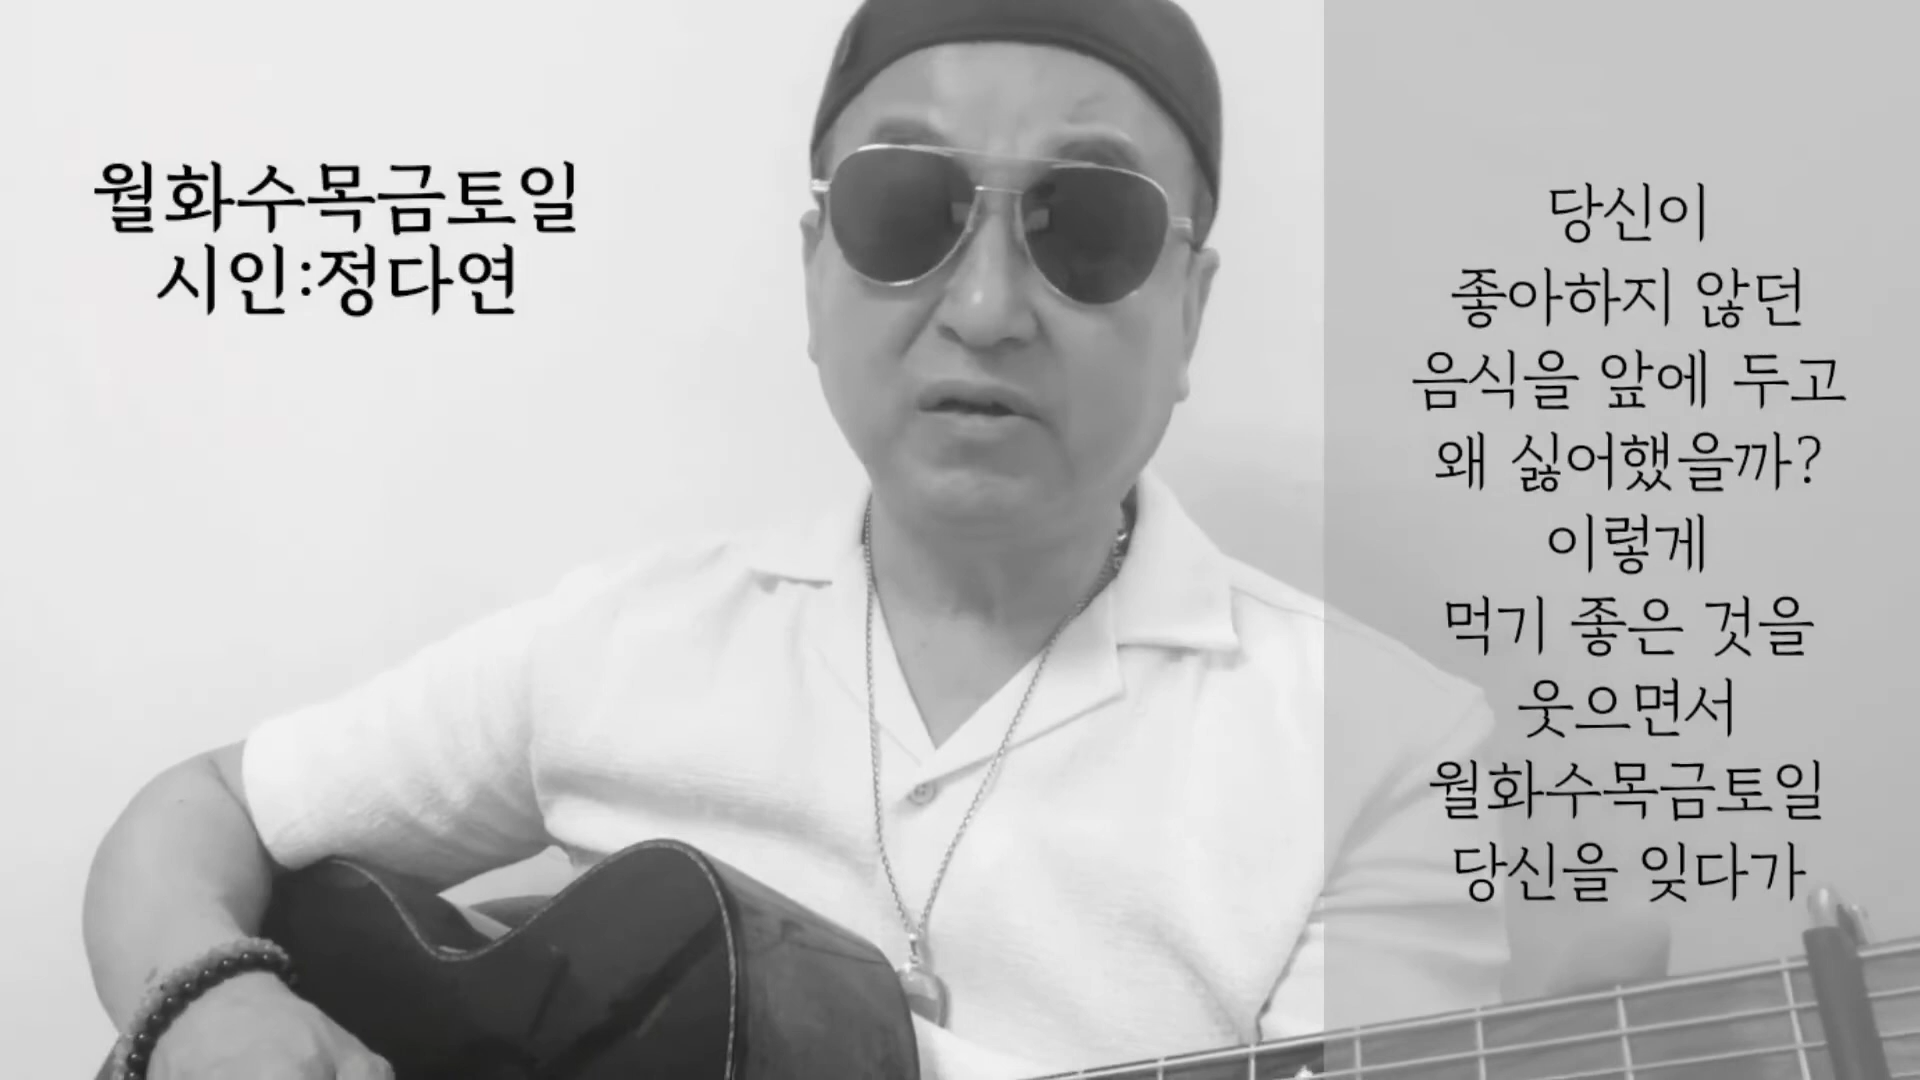 월화수목금토일
시인:정다연
당신이
좋아하지 않던
음식을 앞에 두고
왜 싫어했을까?
이렇게
먹기 좋은 것을
웃으면서
월화수목금토일
당신을 잊다가